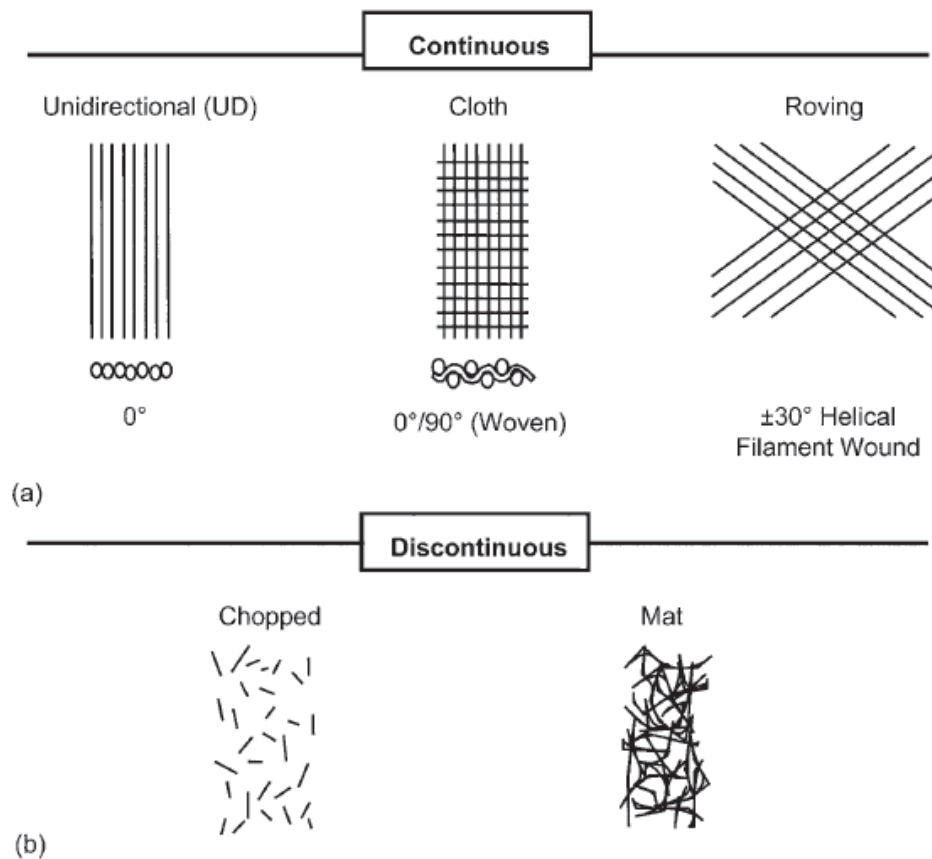 Continuous
Unidirectional (UD)
Cloth
Roving
0°
0°/90° (Woven)
±30° Helical
Filament Wound
(a)
Discontinuous
Chopped
Mat
(b)